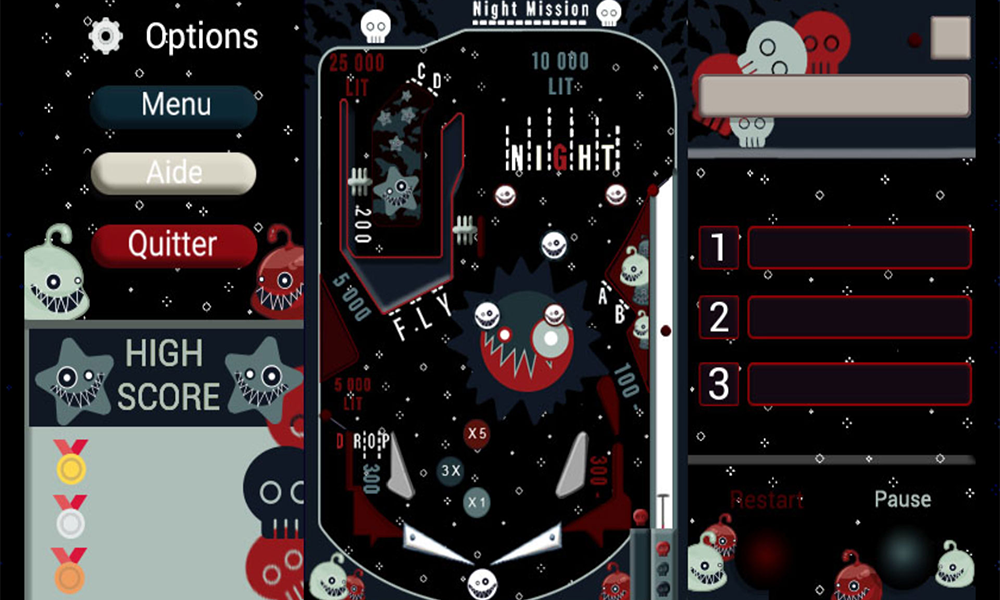 Options
Menu
Aide
Quitter
HIGH
SCORE
Night Mission
25 000
LIT
C
D
10 000
LIT
NIGHT
200
5 000
F.L.Y
A
B
100
5 000
LIT
DROP
300
X5
3X
X1
300
1
2
3
Restart
Pause